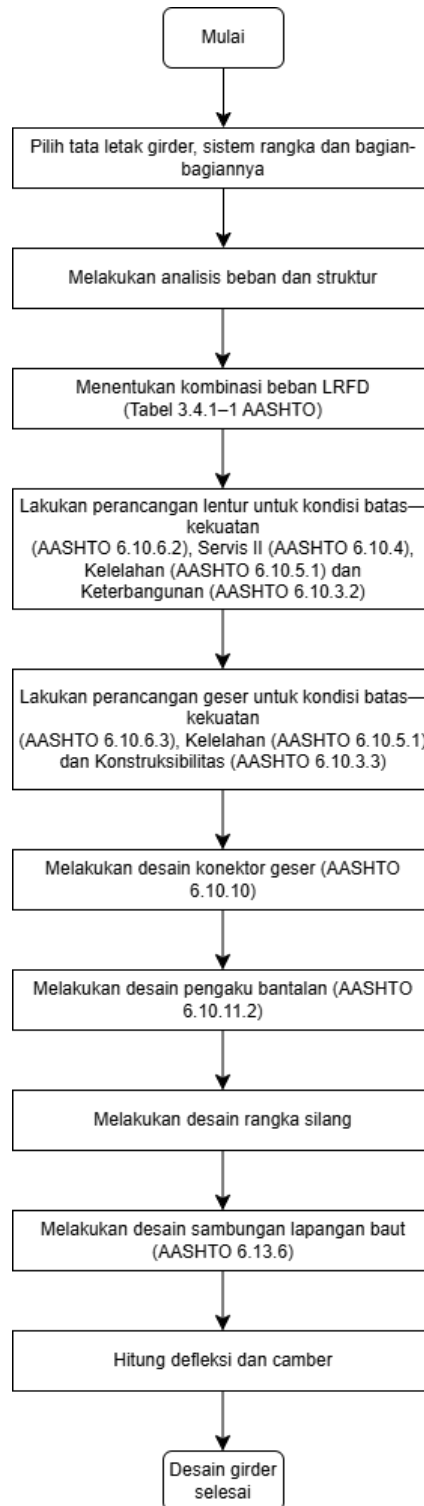 Mulai
Pilih tata letak girder, sistem rangka dan bagian-
bagiannya
Melakukan analisis beban dan struktur
Menentukan kombinasi beban LRFD
(Tabel 3.4.1–1 AASHTO)
Lakukan perancangan lentur untuk kondisi batas—
kekuatan
(AASHTO 6.10.6.2), Servis II (AASHTO 6.10.4),
Kelelahan (AASHTO 6.10.5.1) dan
Keterbangunan (AASHTO 6.10.3.2)
Lakukan perancangan geser untuk kondisi batas—
kekuatan
(AASHTO 6.10.6.3), Kelelahan (AASHTO 6.10.5.1)
dan Konstruksibilitas (AASHTO 6.10.3.3)
Melakukan desain konektor geser (AASHTO
6.10.10)
Melakukan desain pengaku bantalan (AASHTO
6.10.11.2)
Melakukan desain rangka silang
Melakukan desain sambungan lapangan baut
(AASHTO 6.13.6)
Hitung defleksi dan camber
Desain girder
selesai